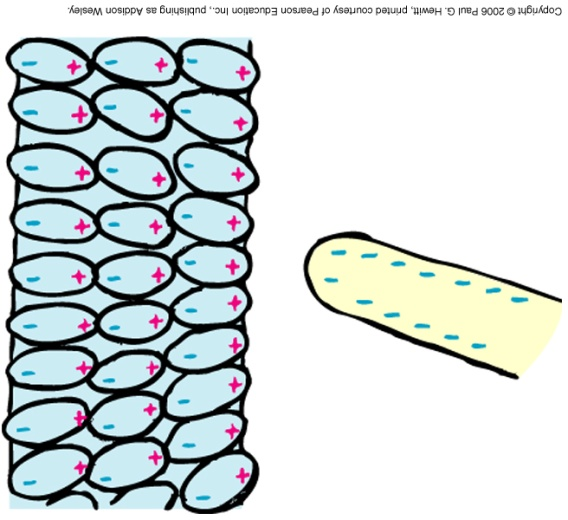 Copyright © 2006 Paul G. Hewitt, printed courtesy of Pearson Education Inc., publishing as Addison Wesley.